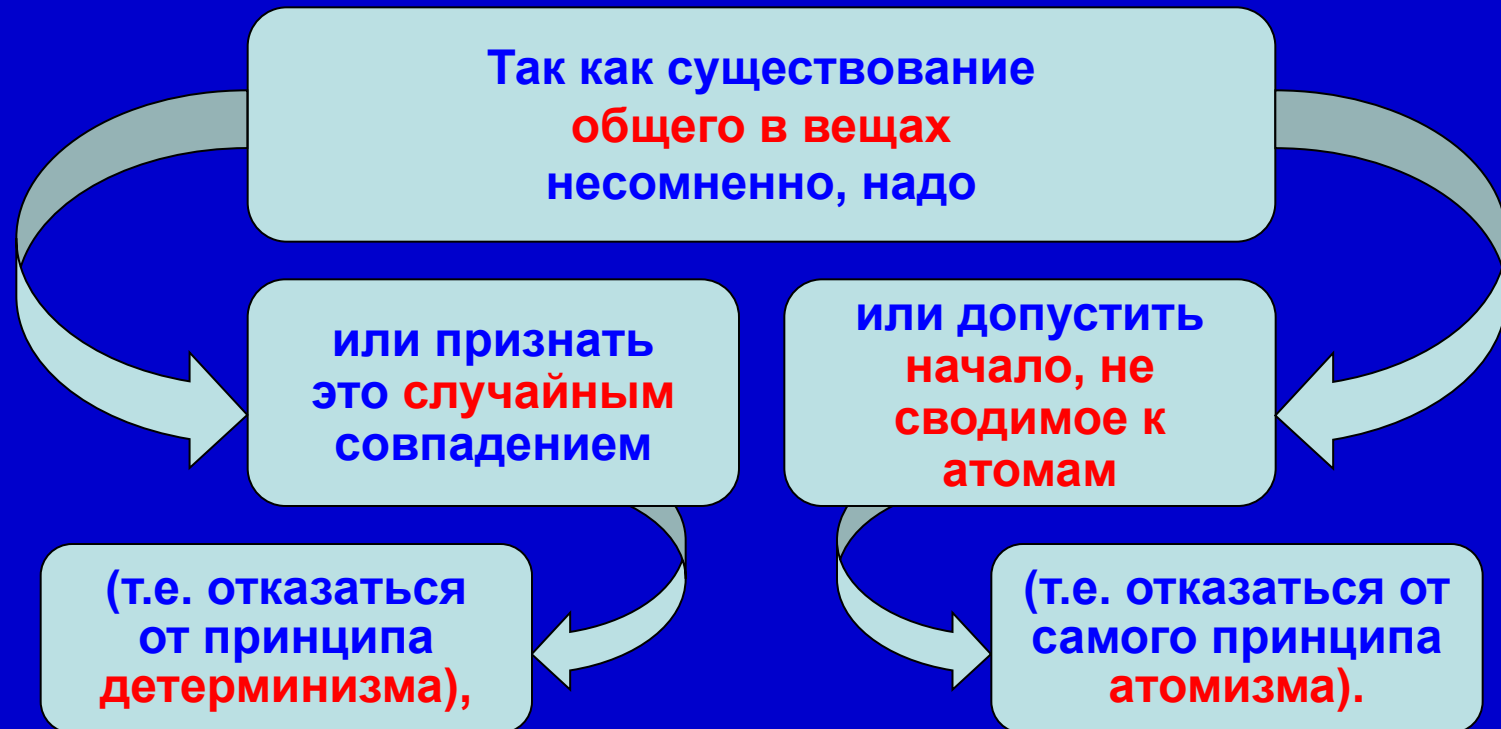 Так как существование
общего в вещах
несомненно, надо
или признать
это случайным
совпадением
или допустить
начало, не
сводимое к
атомам
(т.е. отказаться
от принципа
детерминизма),
(т.е. отказаться от
самого принципа
атомизма).